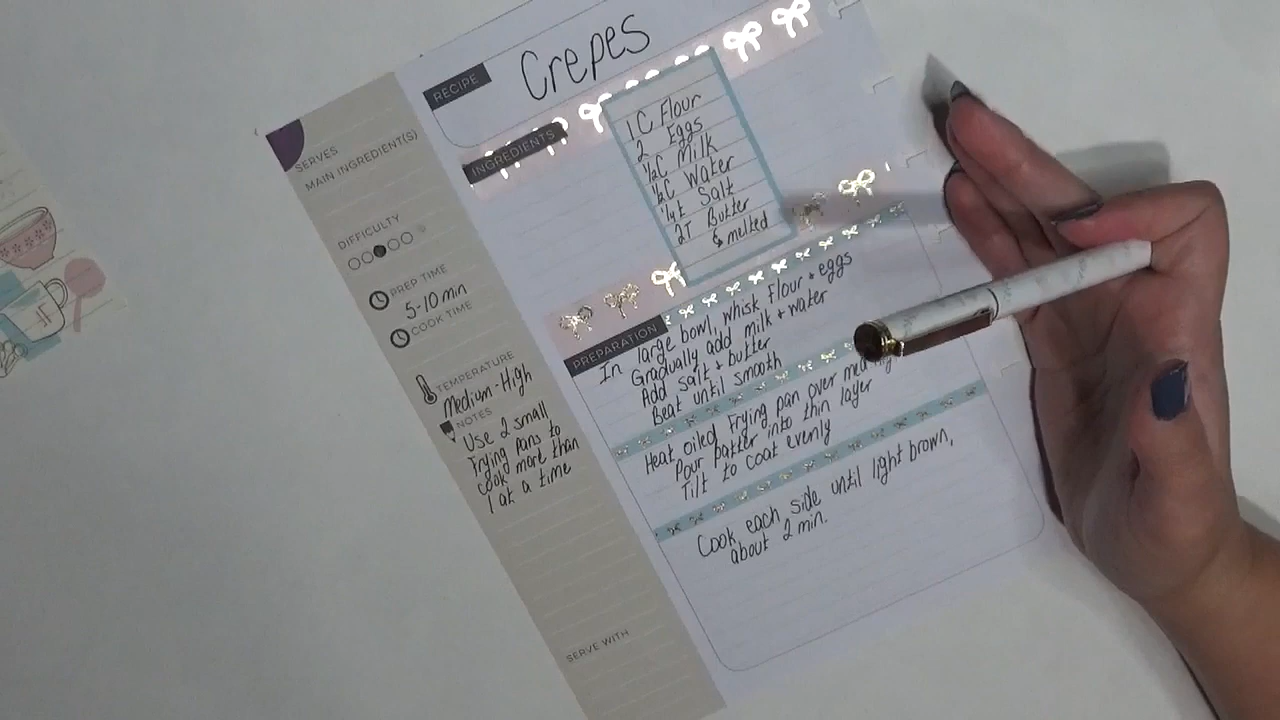 RECIPE
Crepes
INGREDIENTS
1 C Flour
2 Eggs
1/2C Milk
1/2C Water
1/4t Salt
2T Butter
↳ melted
SERVES
MAIN INGREDIENT(S)
DIFFICULTY
PREP TIME
5-10 min
COOK TIME
TEMPERATURE
Medium-High
NOTES
Use 2 small
frying pans to
cook more than
1 at a time
SERVE WITH
PREPARATION
In large bowl, whisk flour + eggs
Gradually add milk + water
Add salt + butter
Beat until smooth
Heat oiled frying pan over
Pour batter into thin layer
Tilt to coat evenly
Cook each side until light brown,
about 2 min.